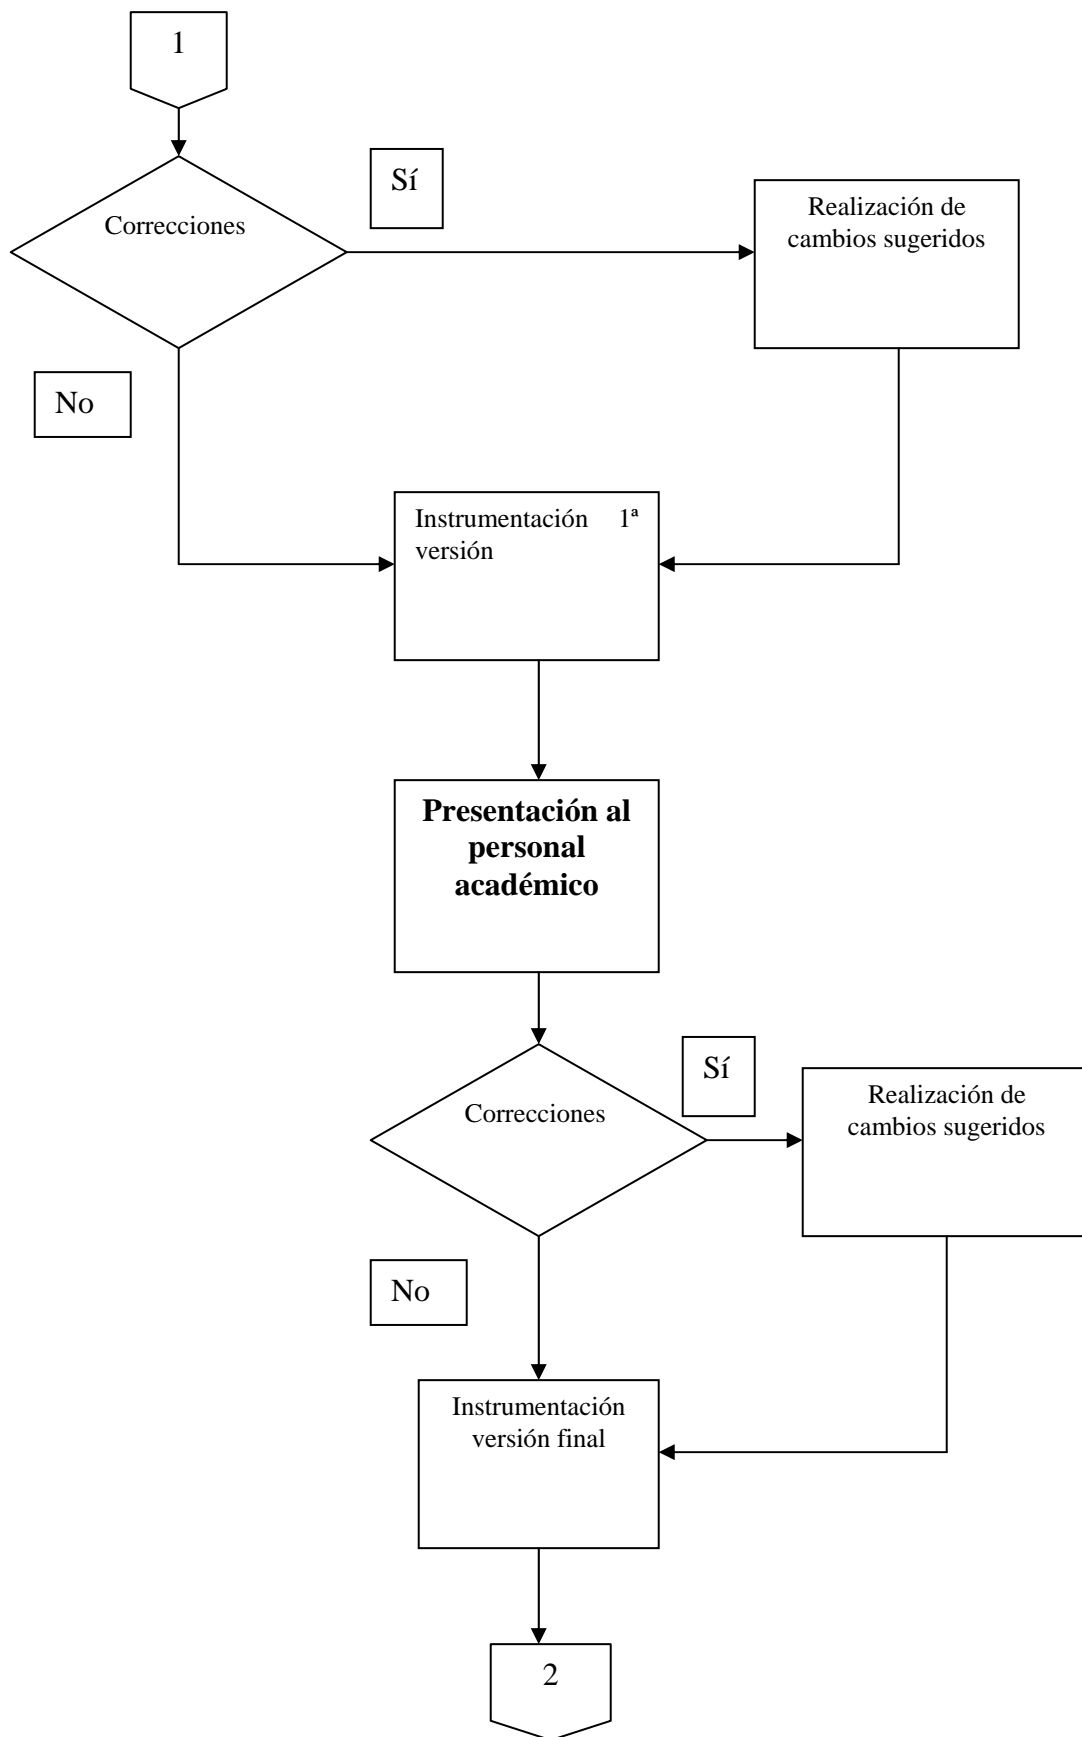 1
Sí
Correcciones
Realización de
cambios sugeridos
No
Instrumentación 1ª
versión
Presentación al
personal
académico
Sí
Correcciones
Realización de
cambios sugeridos
No
Instrumentación
versión final
2